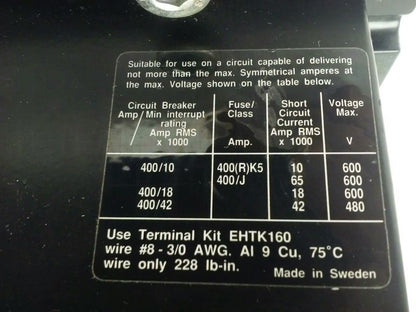 Suitable for use on a circuit capable of delivering
not more than the max. Symmetrical amperes at
the max. Voltage shown on the table below.
Circuit Breaker Fuse/ Short Voltage
Amp/Min interrupt Class Circuit Max.
rating Current
Amp RMS Amp RMS
x 1000 Amp. x 1000 V
400/10 400(R)K5 10 600
400/J 65 600
400/18 18 600
400/42 42 480
Use Terminal Kit EHTK160
wire #8 - 3/0 AWG. Al 9 Cu, 75°C
wire only 228 lb-in. Made in Sweden